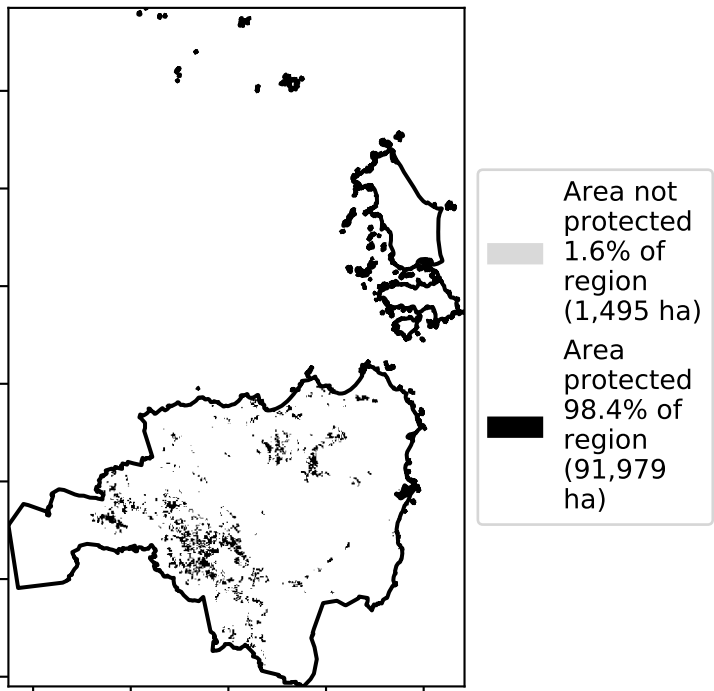 Area not
protected
1.6% of
region
(1,495 ha)
Area
protected
98.4% of
region
(91,979
ha)